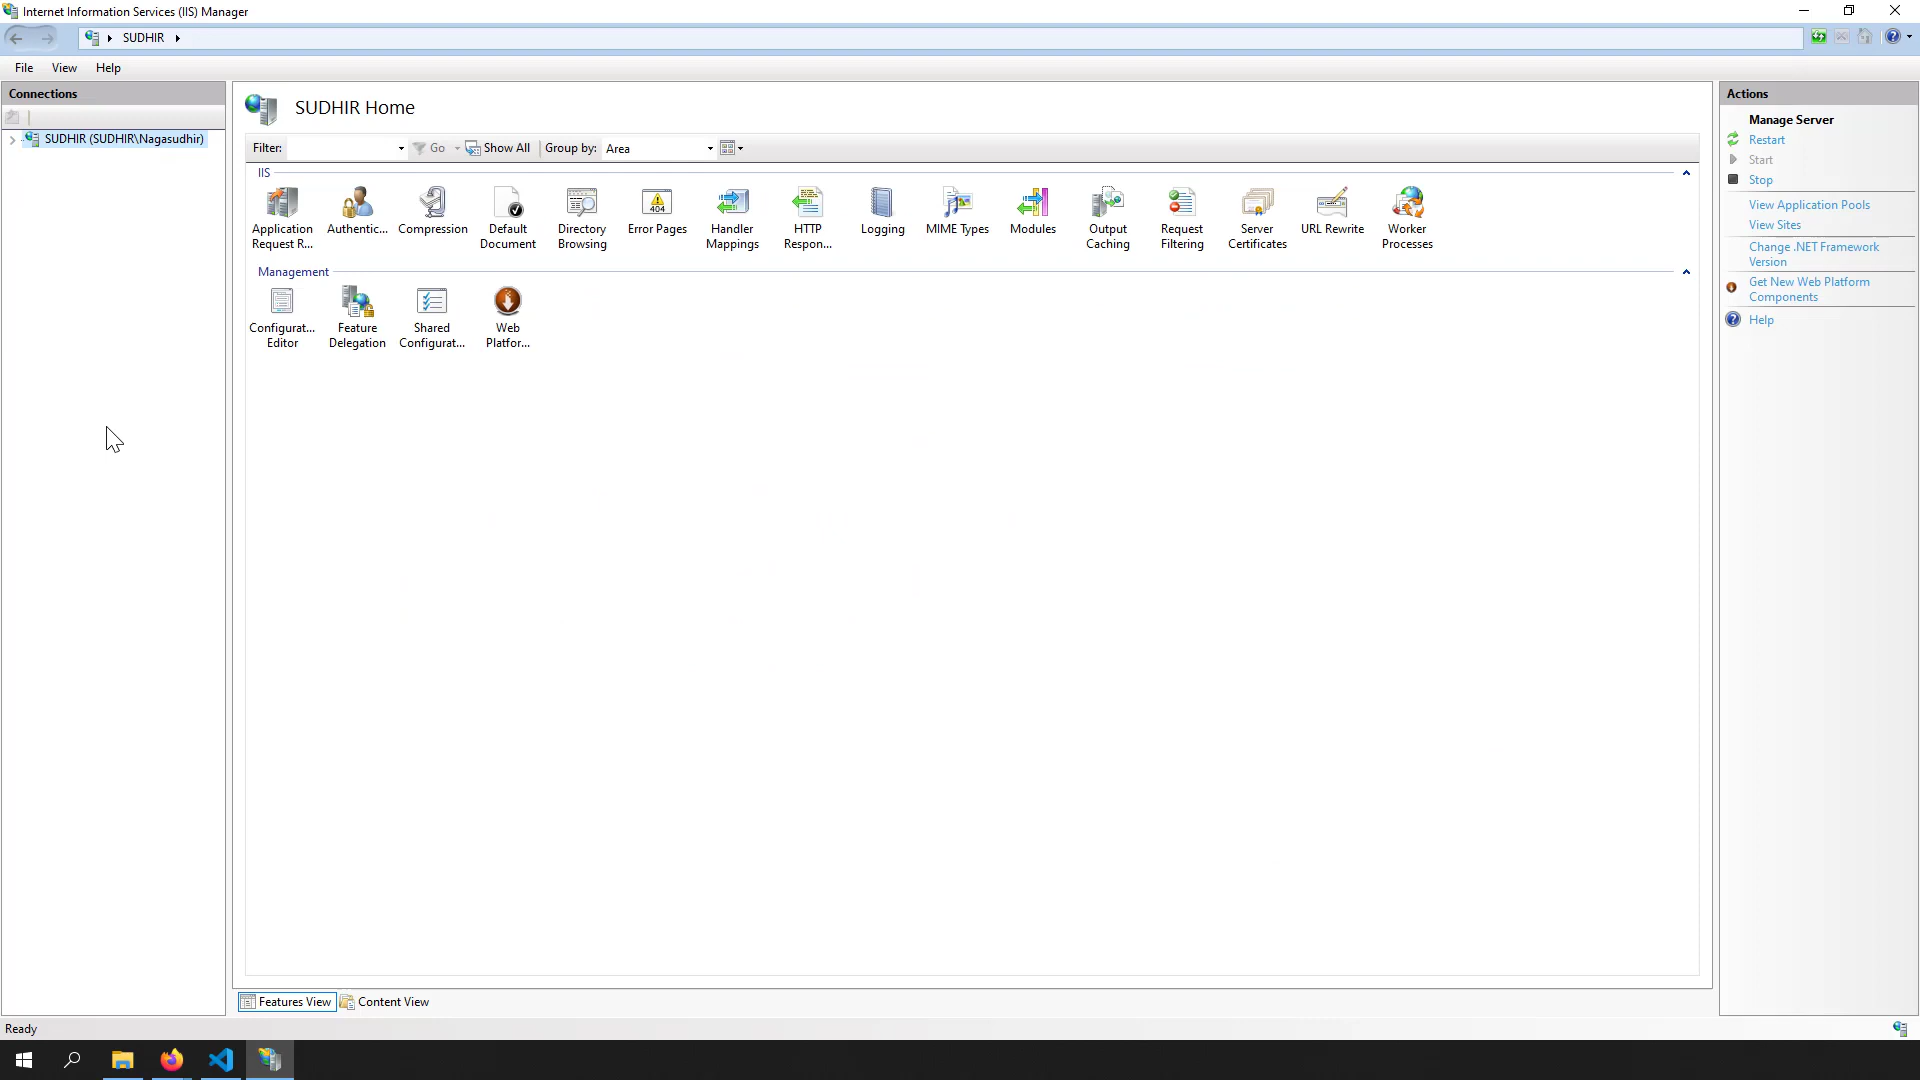 Internet Information Services (IIS) Manager
SUDHIR
File View Help
Connections
SUDHIR (SUDHIR\Nagasudhir)
SUDHIR Home
Filter: Go Show All Group by: Area
IIS
Application Request R...
Authentic...
Compression
Default Document
Directory Browsing
404
Error Pages
Handler Mappings
HTTP Respon...
Logging
MIME Types
Modules
Output Caching
Request Filtering
Server Certificates
URL Rewrite
Worker Processes
Management
Configurat... Editor
Feature Delegation
Shared Configurat...
Web Platfor...
Features View Content View
Actions
Manage Server
Restart
Start
Stop
View Application Pools
View Sites
Change .NET Framework
Version
Get New Web Platform
Components
Help
Ready